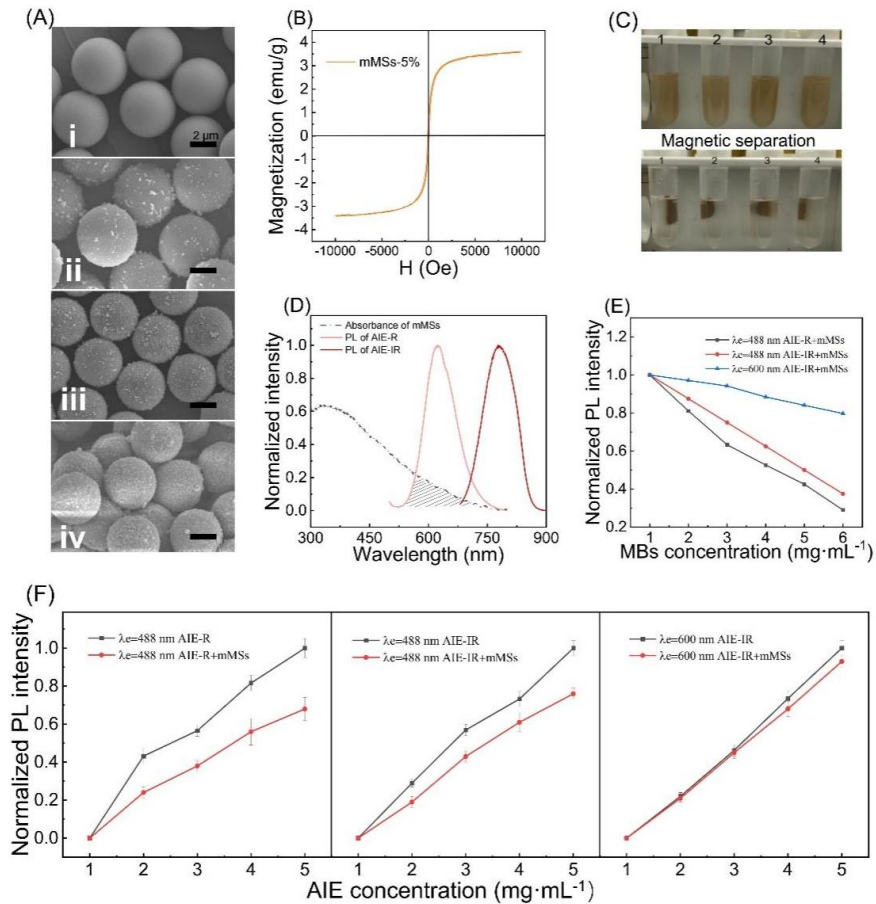 (A)
i
2 μm
ii
iii
iv
(B)
Magnetization (emu/g)
4
3
2
1
0
-1
-2
-3
-4
mMSs-5%
-10000 -5000 0 5000 10000
H (Oe)
(C)
1 2 3 4
Magnetic separation
1 2 3 4
(D)
Normalized intensity
1.0
0.8
0.6
0.4
0.2
0.0
Absorbance of mMSs
PL of AIE-R
PL of AIE-IR
300 450 600 750 900
Wavelength (nm)
(E)
Normalized PL intensity
1.2
1.0
0.8
0.6
0.4
0.2
λe=488 nm AIE-R+mMSs
λe=488 nm AIE-IR+mMSs
λe=600 nm AIE-IR+mMSs
1 2 3 4 5 6
MBs concentration (mg·mL⁻¹)
(F)
Normalized PL intensity
1.0
0.8
0.6
0.4
0.2
0.0
λe=488 nm AIE-R
λe=488 nm AIE-R+mMSs
λe=488 nm AIE-IR
λe=488 nm AIE-IR+mMSs
λe=600 nm AIE-IR
λe=600 nm AIE-IR+mMSs
1 2 3 4 5 1 2 3 4 5 1 2 3 4 5
AIE concentration (mg·mL⁻¹)